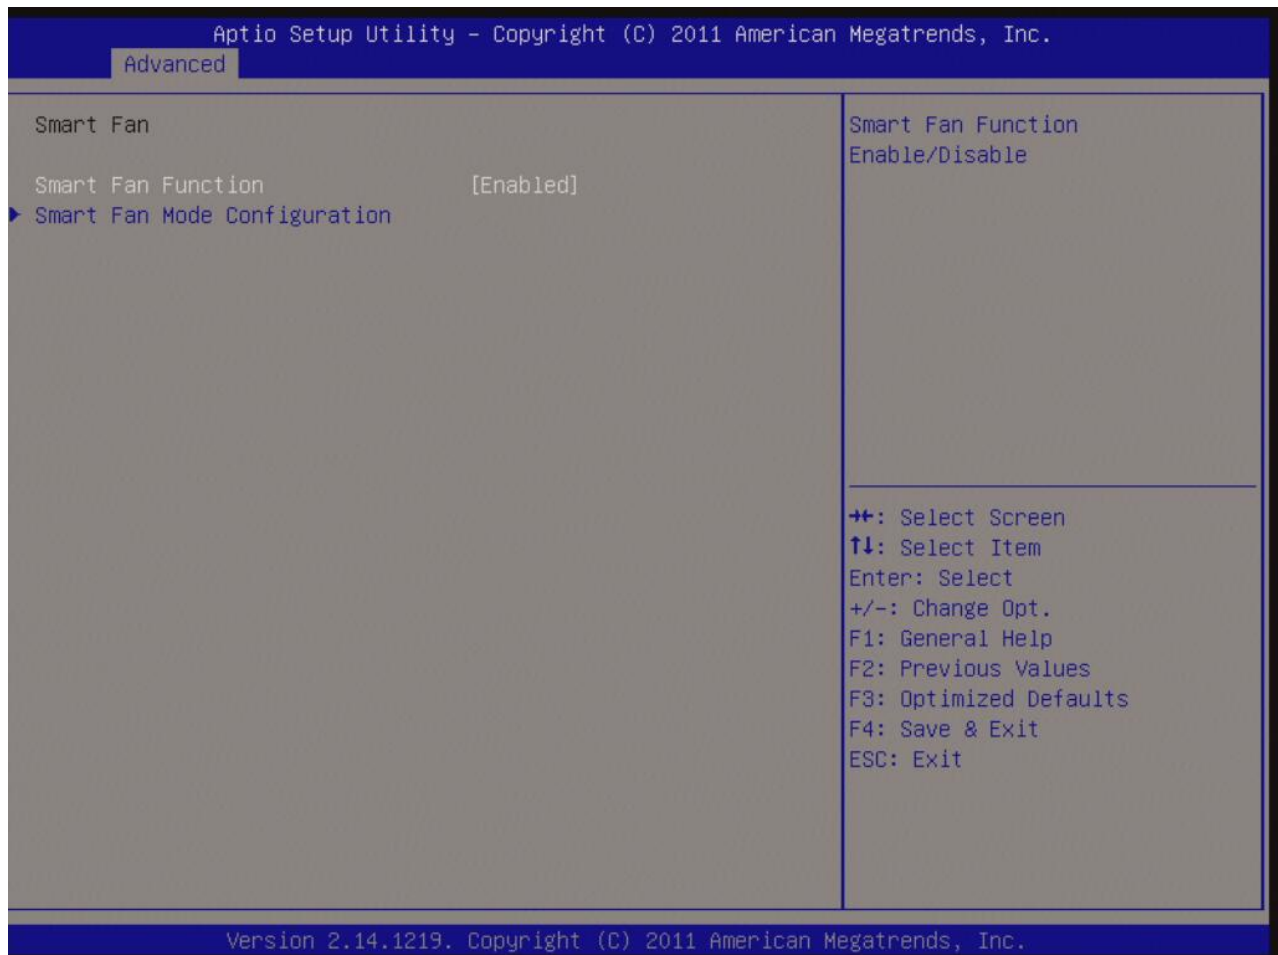 Aptio Setup Utility – Copyright (C) 2011 American Megatrends, Inc.
Advanced
Smart Fan
Smart Fan Function [Enabled]
▶ Smart Fan Mode Configuration
Smart Fan Function
Enable/Disable
→←: Select Screen
↑↓: Select Item
Enter: Select
+/-: Change Opt.
F1: General Help
F2: Previous Values
F3: Optimized Defaults
F4: Save & Exit
ESC: Exit
Version 2.14.1219. Copyright (C) 2011 American Megatrends, Inc.